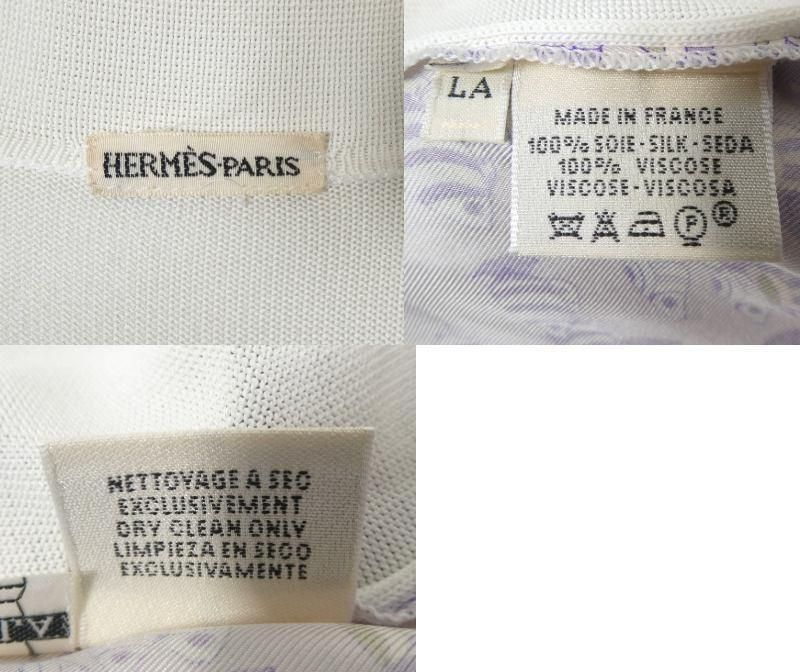 HERMÈS-PARIS
LA
MADE IN FRANCE
100% SOIE - SILK - SEDA
100% VISCOSE
VISCOSE - VISCOSA
P ®
NETTOYAGE A SEC
EXCLUSIVEMENT
DRY CLEAN ONLY
LIMPIEZA EN SECO
EXCLUSIVAMENTE